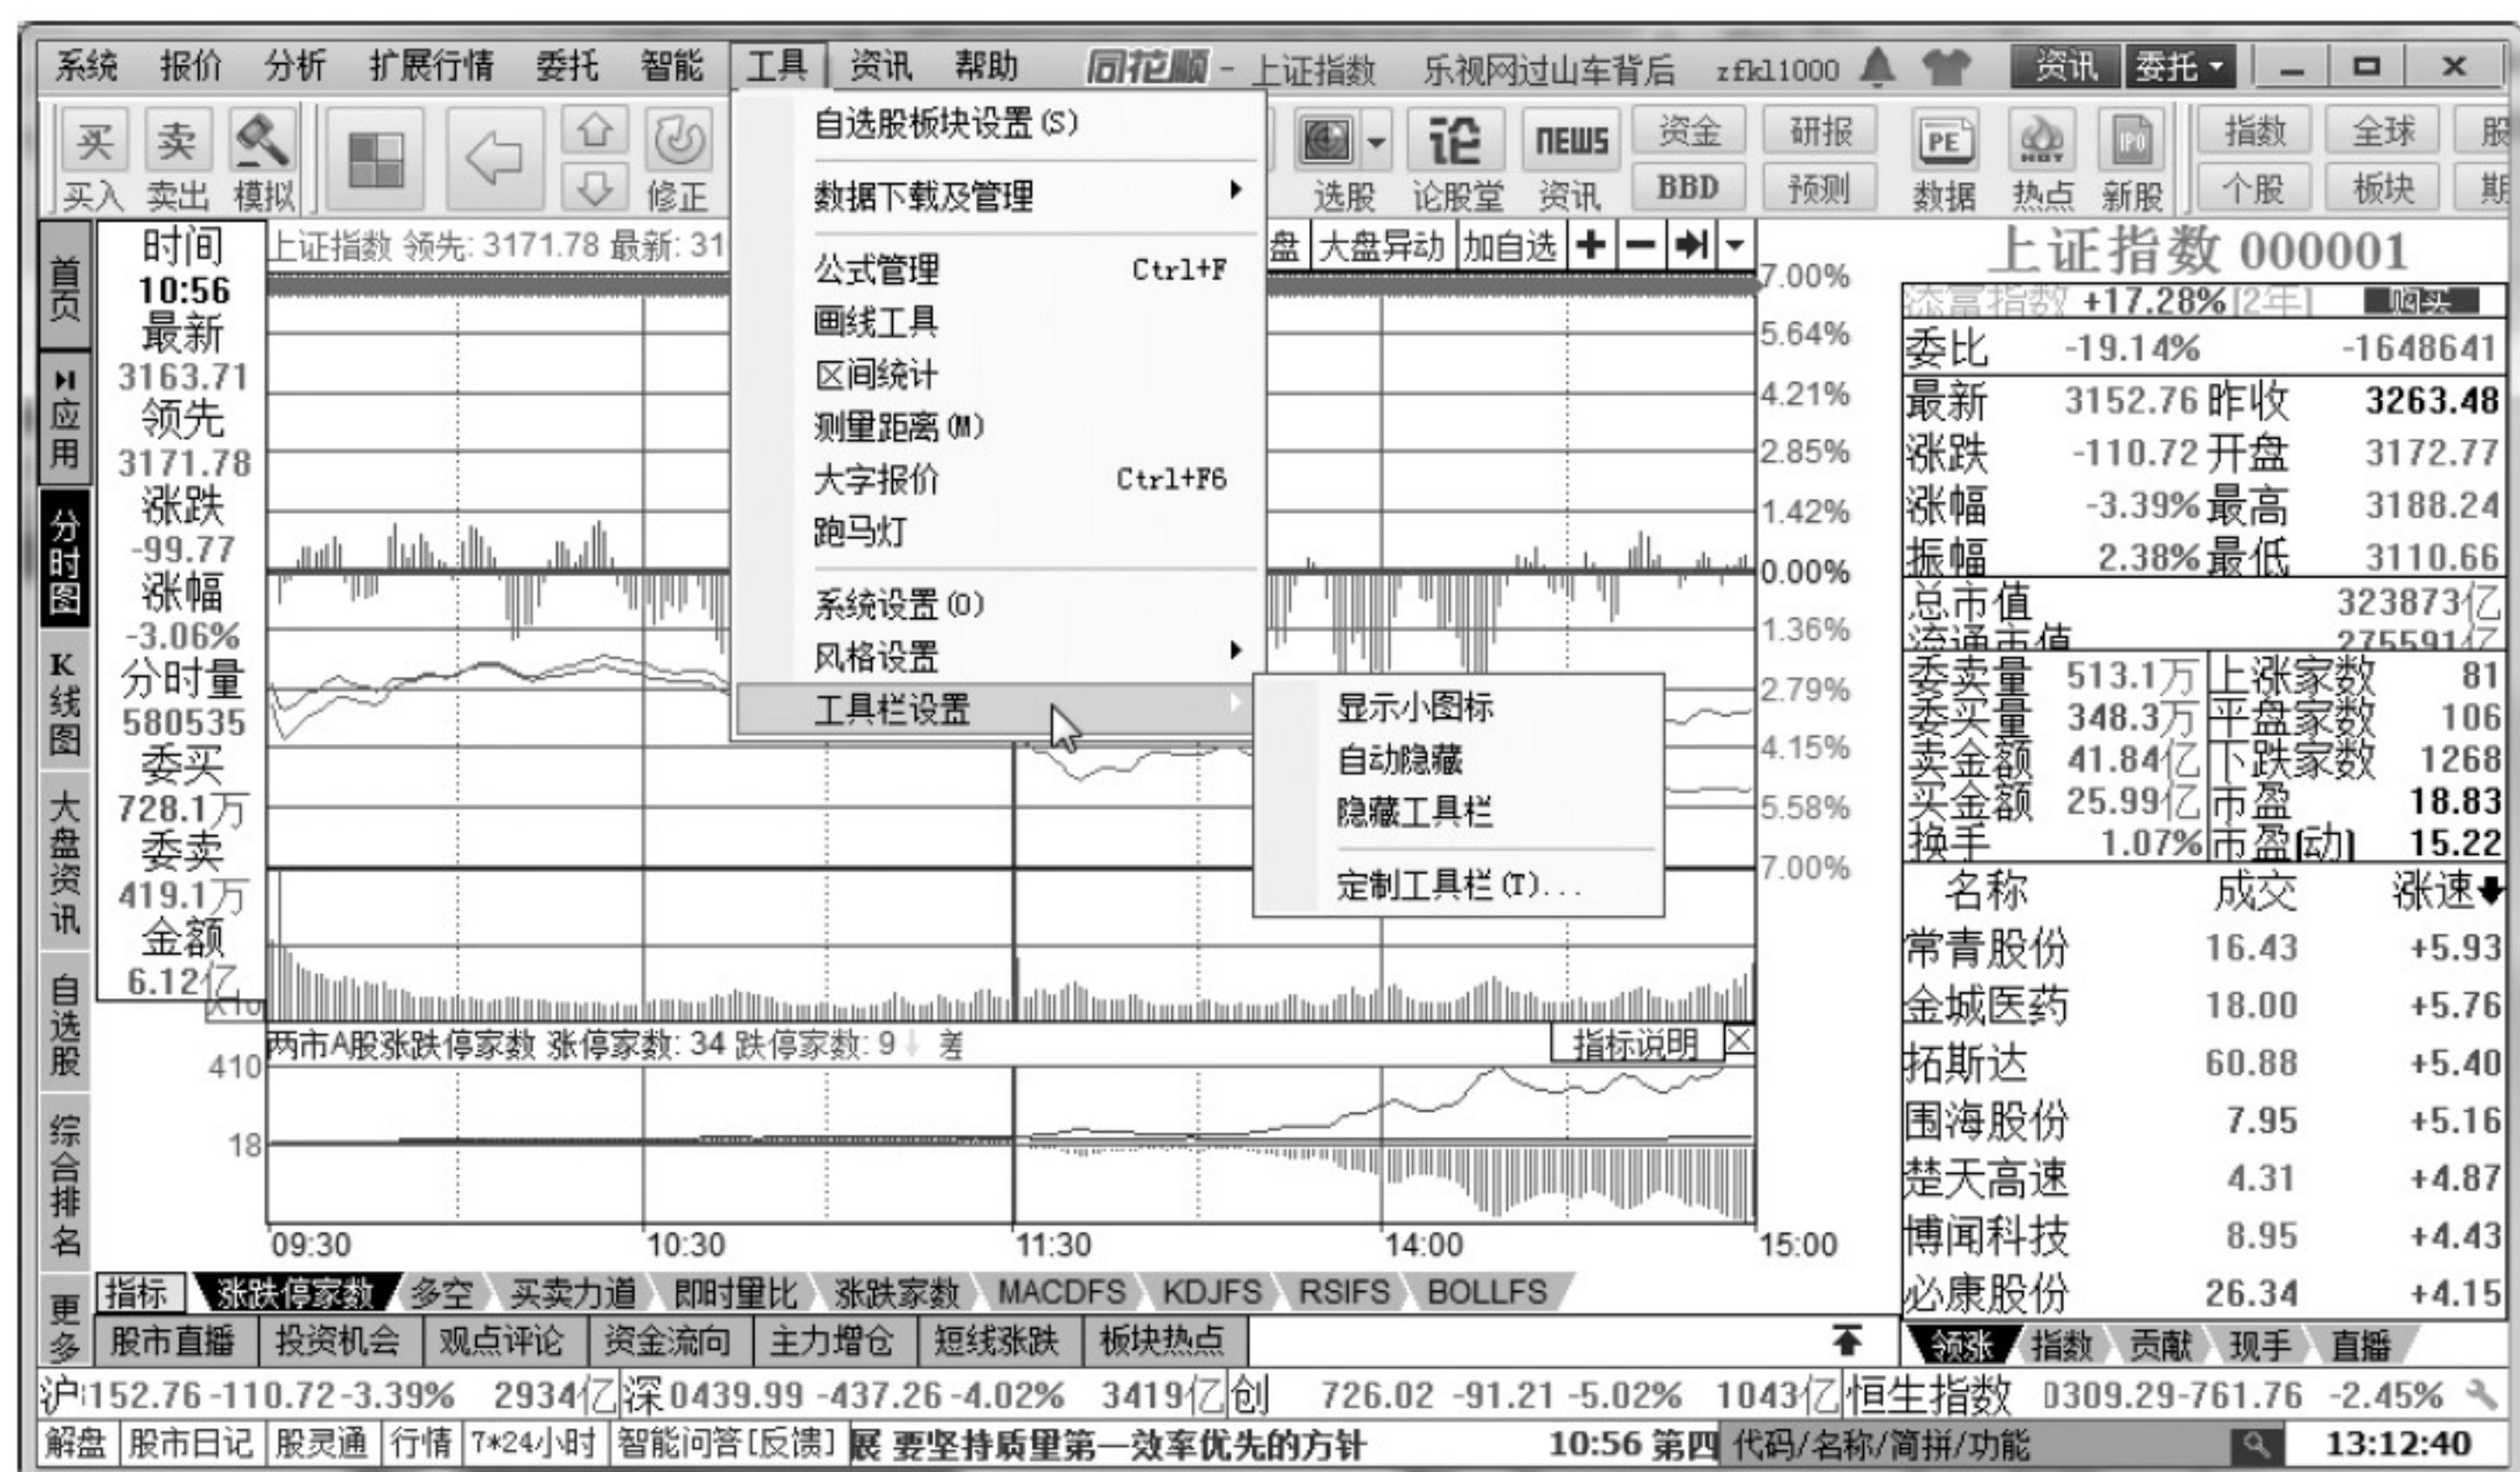 系统 报价 分析 扩展行情 委托 智能 工具 资讯 帮助 同花顺 - 上证指数 乐视网过山车背后 zfkl1000 资讯 委托
买 卖 论 NEWS 资金 研报 PE HOT IPO 指数 全球 股
买入 卖出 模拟 修正 选股 论股堂 资讯 BBD 预测 数据 热点 新股 个股 板块 期
自选股板块设置(S)
数据下载及管理
公式管理 Ctrl+F
画线工具
区间统计
测量距离(M)
大字报价 Ctrl+F6
跑马灯
系统设置(O)
风格设置
工具栏设置
显示小图标
自动隐藏
隐藏工具栏
定制工具栏(T)...
首页
应用
分时图
K线图
大盘资讯
自选股
综合排名
更多
时间
10:56
最新
3163.71
领先
3171.78
涨跌
-99.77
涨幅
-3.06%
分时量
580535
委买
728.1万
委卖
419.1万
金额
6.12亿
X10
上证指数 领先: 3171.78 最新: 31
盘 大盘异动 加自选
7.00%
5.64%
4.21%
2.85%
1.42%
0.00%
1.36%
2.79%
4.15%
5.58%
7.00%
两市A股涨跌停家数 涨停家数: 34 跌停家数: 9 差
指标说明
410
18
09:30 10:30 11:30 14:00 15:00
指标 涨跌停家数 多空 买卖力道 即时量比 涨跌家数 MACDFS KDJFS RSIFS BOLLFS
股市直播 投资机会 观点评论 资金流向 主力增仓 短线涨跌 板块热点
上证指数 000001
添富指数 +17.28% [2年] 购买
委比 -19.14% -1648641
最新 3152.76 昨收 3263.48
涨跌 -110.72 开盘 3172.77
涨幅 -3.39% 最高 3188.24
振幅 2.38% 最低 3110.66
总市值 323873亿
流通市值 275591亿
委卖量 513.1万 上涨家数 81
委买量 348.3万 平盘家数 106
卖金额 41.84亿 下跌家数 1268
买金额 25.99亿 市盈 18.83
换手 1.07% 市盈[动] 15.22
名称 成交 涨速
常青股份 16.43 +5.93
金城医药 18.00 +5.76
拓斯达 60.88 +5.40
围海股份 7.95 +5.16
楚天高速 4.31 +4.87
博闻科技 8.95 +4.43
必康股份 26.34 +4.15
领涨 指数 贡献 现手 直播
沪 152.76 -110.72 -3.39% 2934亿 深 0439.99 -437.26 -4.02% 3419亿 创 726.02 -91.21 -5.02% 1043亿 恒生指数 0309.29 -761.76 -2.45%
解盘 股市日记 股灵通 行情 7*24小时 智能问答[反馈] 展 要坚持质量第一效率优先的方针 10:56 第四 代码/名称/简拼/功能 13:12:40